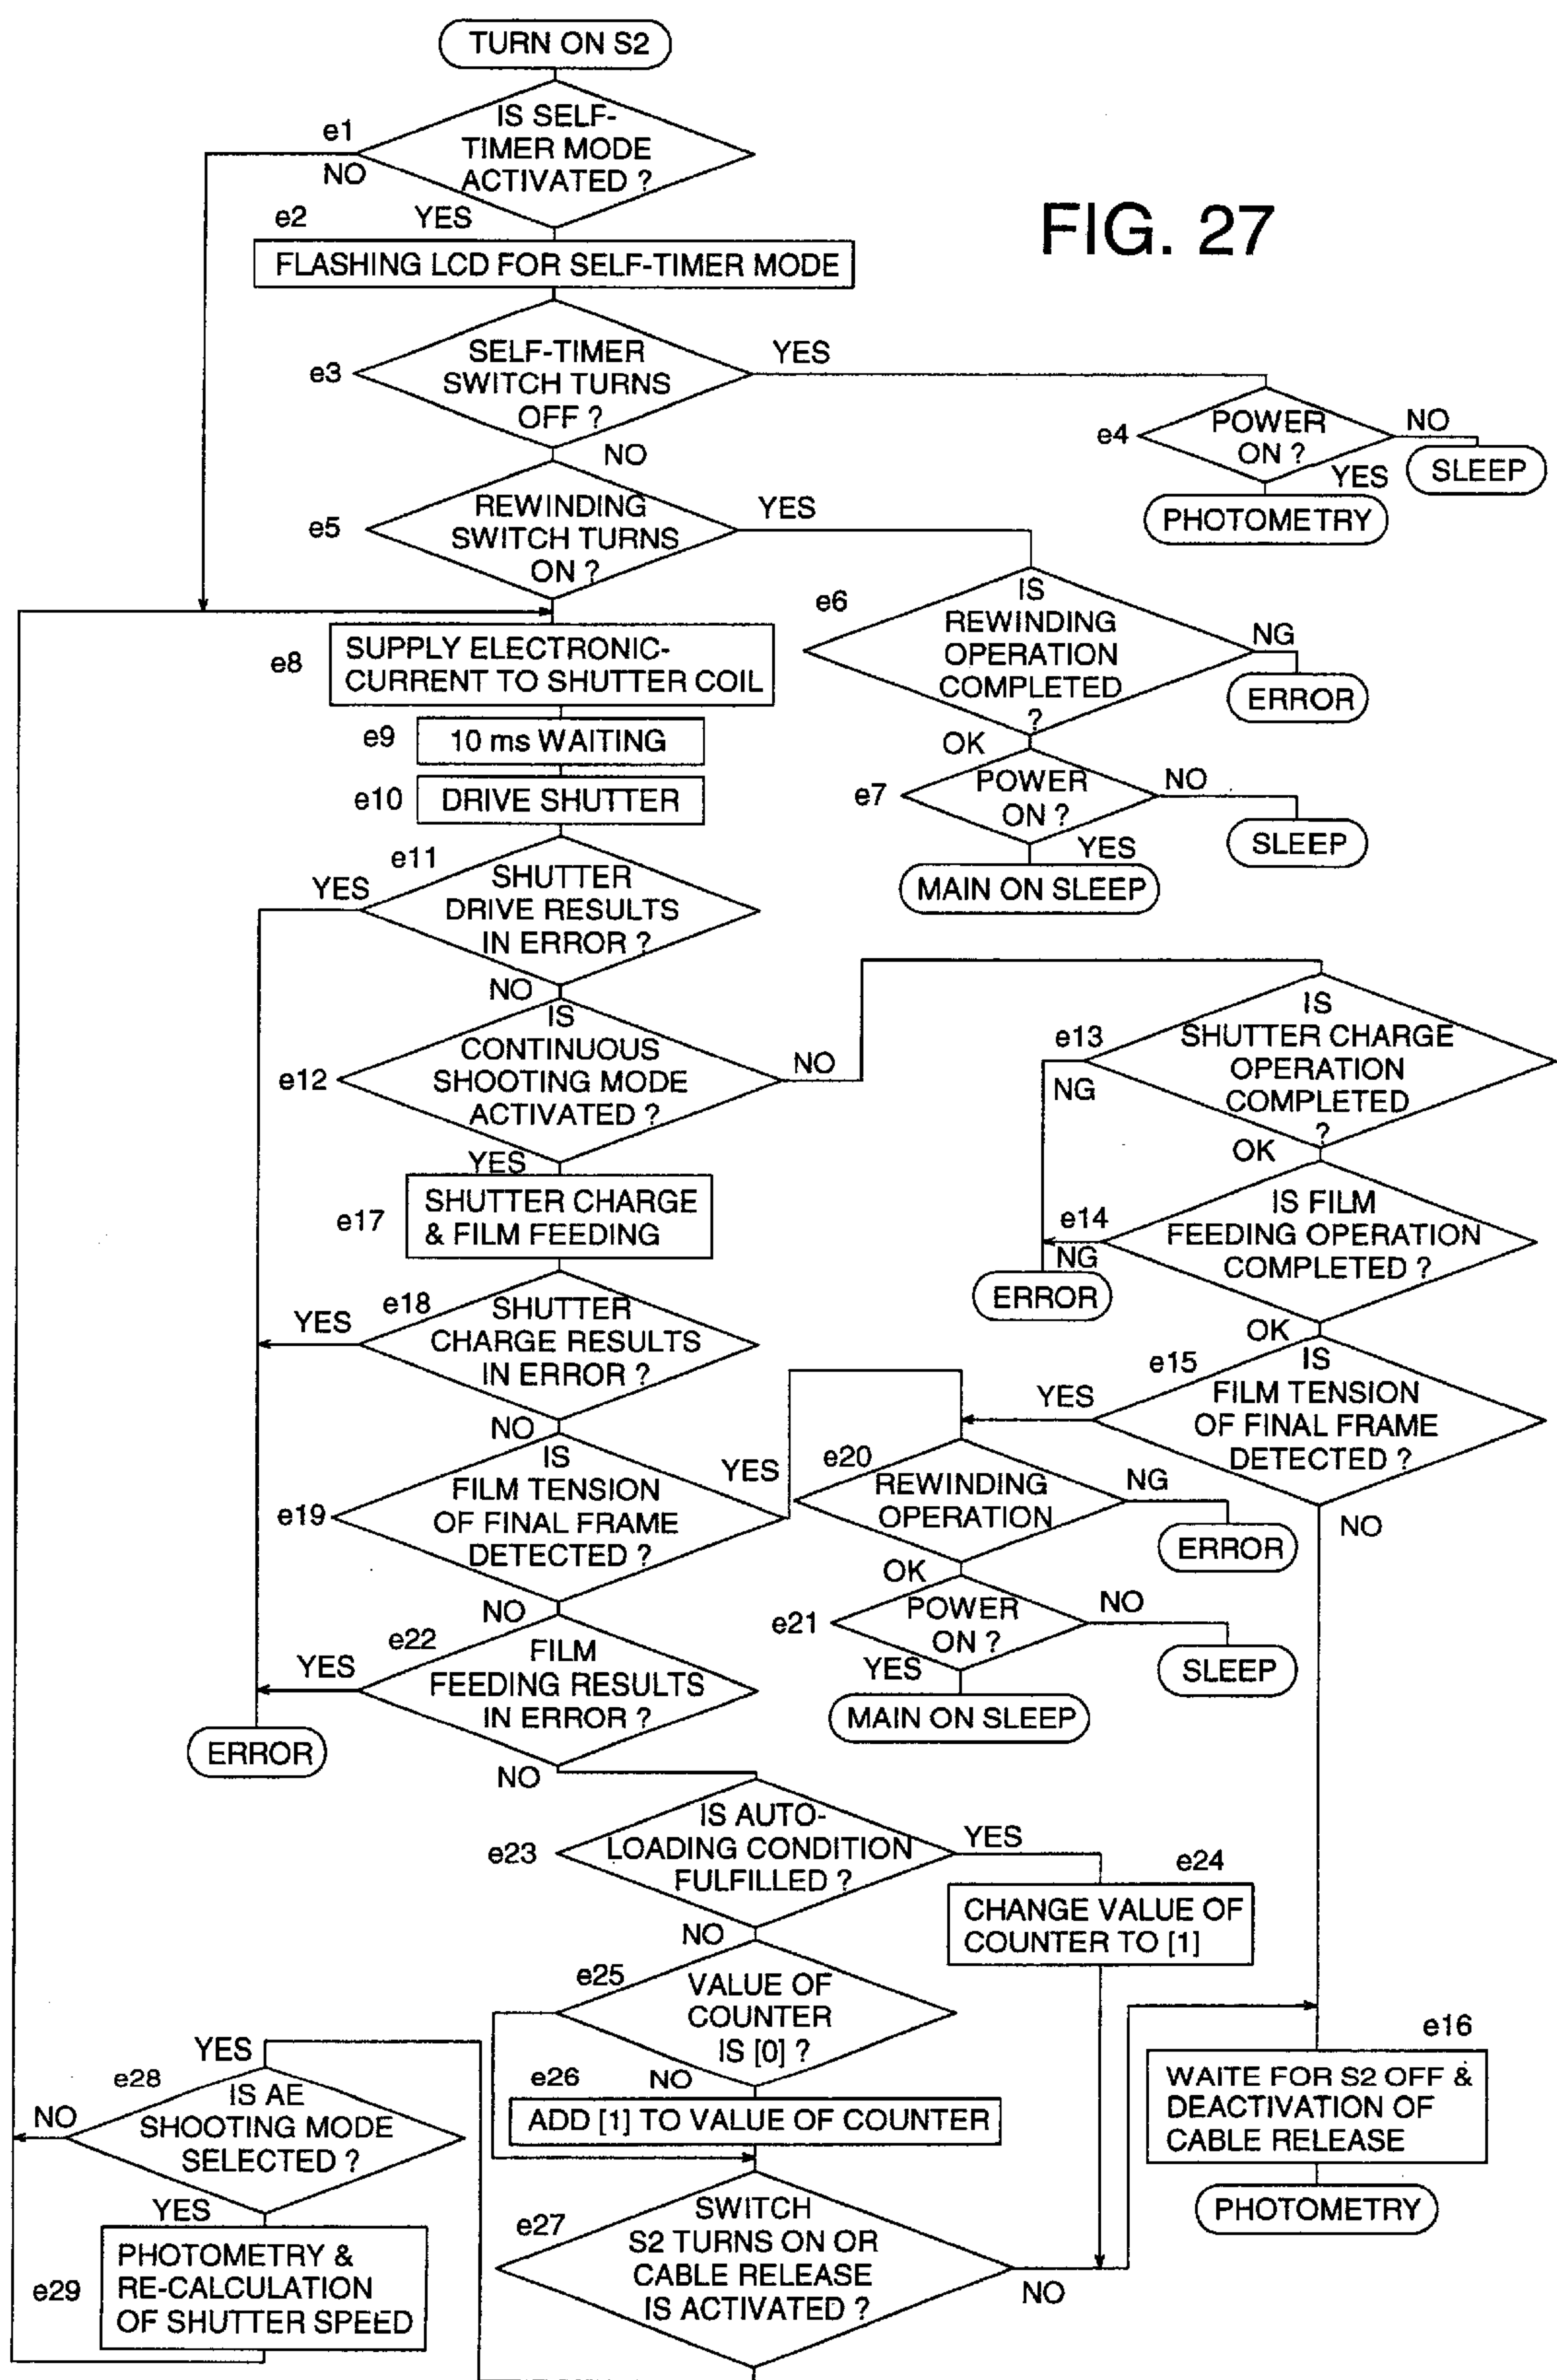 TURN ON S2
e1
IS SELF-
TIMER MODE
ACTIVATED ?
NO
YES
FIG. 27
e2
FLASHING LCD FOR SELF-TIMER MODE
e3
SELF-TIMER
SWITCH TURNS
OFF ?
YES
NO
e4
POWER
ON ?
NO
SLEEP
YES
PHOTOMETRY
e5
REWINDING
SWITCH TURNS
ON ?
YES
e6
IS
REWINDING
OPERATION
COMPLETED
?
NG
ERROR
OK
e7
POWER
ON ?
NO
SLEEP
YES
MAIN ON SLEEP
e8
SUPPLY ELECTRONIC-
CURRENT TO SHUTTER COIL
e9
10 ms WAITING
e10
DRIVE SHUTTER
e11
SHUTTER
DRIVE RESULTS
IN ERROR ?
YES
NO
e12
IS
CONTINUOUS
SHOOTING MODE
ACTIVATED ?
NO
YES
e13
IS
SHUTTER CHARGE
OPERATION
COMPLETED
?
NG
OK
e14
IS FILM
FEEDING OPERATION
COMPLETED ?
NG
ERROR
OK
e15
IS
FILM TENSION
OF FINAL FRAME
DETECTED ?
YES
NO
e17
SHUTTER CHARGE
& FILM FEEDING
e18
SHUTTER
CHARGE RESULTS
IN ERROR ?
YES
NO
e19
IS
FILM TENSION
OF FINAL FRAME
DETECTED ?
YES
NO
e20
REWINDING
OPERATION
NG
ERROR
OK
e21
POWER
ON ?
NO
SLEEP
YES
MAIN ON SLEEP
e22
FILM
FEEDING RESULTS
IN ERROR ?
YES
ERROR
NO
e23
IS AUTO-
LOADING CONDITION
FULFILLED ?
YES
NO
e24
CHANGE VALUE OF
COUNTER TO [1]
e25
VALUE OF
COUNTER
IS [0] ?
NO
e26
ADD [1] TO VALUE OF COUNTER
e16
WAITE FOR S2 OFF &
DEACTIVATION OF
CABLE RELEASE
PHOTOMETRY
e27
SWITCH
S2 TURNS ON OR
CABLE RELEASE
IS ACTIVATED ?
NO
YES
e28
IS AE
SHOOTING MODE
SELECTED ?
NO
YES
e29
PHOTOMETRY &
RE-CALCULATION
OF SHUTTER SPEED